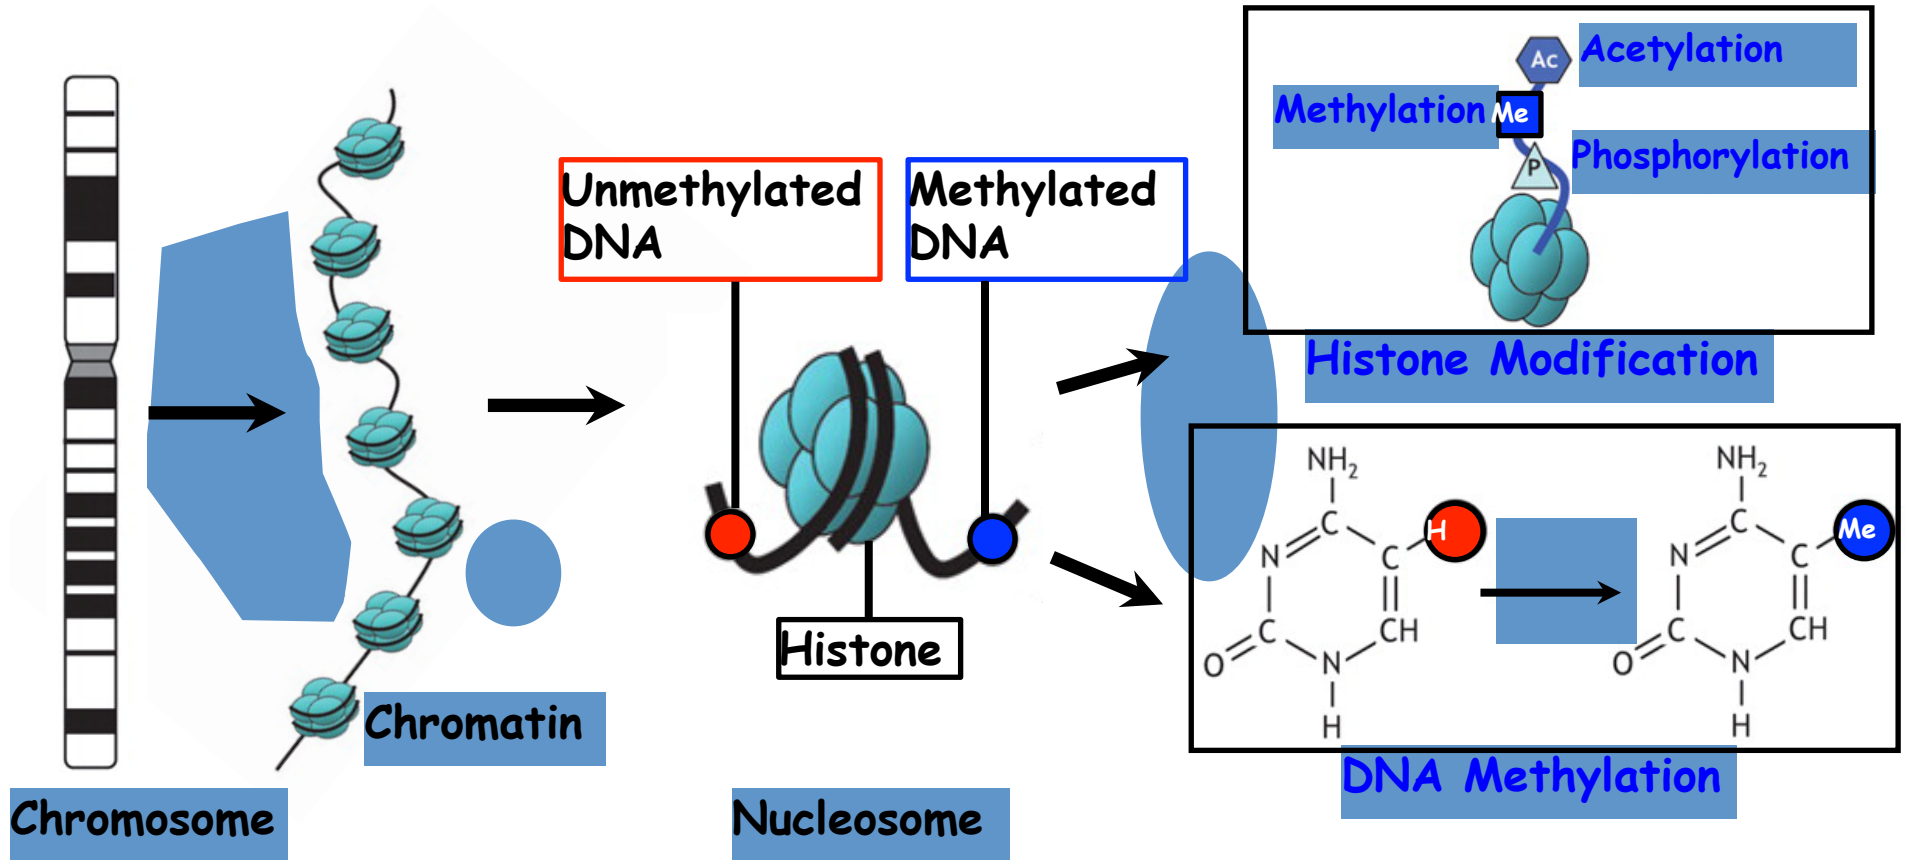 Ac
Acetylation
Methylation
Me
Phosphorylation
P
Unmethylated
DNA
Methylated
DNA
Histone Modification
NH₂
C
H
N
C
C
CH
O
N
H
NH₂
C
Me
N
C
C
CH
O
N
H
Histone
Chromatin
DNA Methylation
Chromosome
Nucleosome